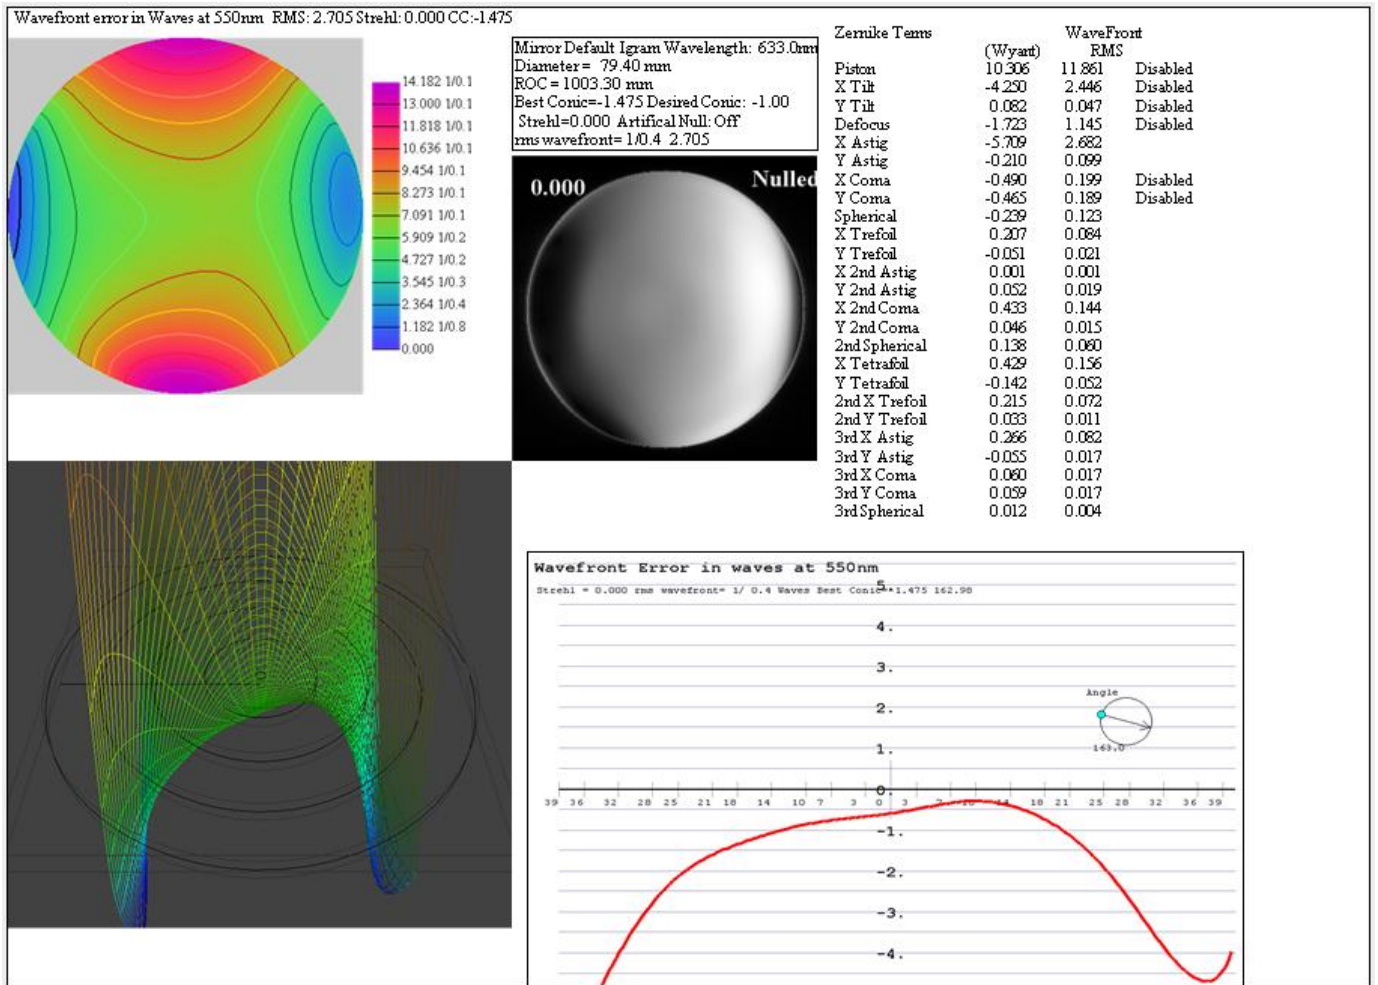 Wavefront error in Waves at 550nm RMS: 2.705 Strehl: 0.000 CC:-1.475
14.182 1/0.1
13.000 1/0.1
11.818 1/0.1
10.636 1/0.1
9.454 1/0.1
8.273 1/0.1
7.091 1/0.1
5.909 1/0.2
4.727 1/0.2
3.545 1/0.3
2.364 1/0.4
1.182 1/0.8
0.000
Mirror Default Igram Wavelength: 633.0nm
Diameter= 79.40 mm
ROC= 1003.30 mm
Best Conic=-1.475 Desired Conic: -1.00
Strehl=0.000 Artifical Null: Off
rms wavefront= 1/0.4 2.705
0.000 Nulled
Zernike Terms WaveFront
(Wyant) RMS
Piston 10.306 11.861 Disabled
X Tilt -4.250 2.446 Disabled
Y Tilt 0.082 0.047 Disabled
Defocus -1.723 1.145 Disabled
X Astig -5.709 2.682
Y Astig -0.210 0.099
X Coma -0.490 0.199 Disabled
Y Coma -0.465 0.189 Disabled
Spherical -0.239 0.123
X Trefoil 0.207 0.084
Y Trefoil -0.051 0.021
X 2nd Astig 0.001 0.001
Y 2nd Astig 0.052 0.019
X 2nd Coma 0.433 0.144
Y 2nd Coma 0.046 0.015
2nd Spherical 0.138 0.060
X Tetrafoil 0.429 0.156
Y Tetrafoil -0.142 0.052
2nd X Trefoil 0.215 0.072
2nd Y Trefoil 0.033 0.011
3rd X Astig 0.266 0.082
3rd Y Astig -0.055 0.017
3rd X Coma 0.060 0.017
3rd Y Coma 0.059 0.017
3rd Spherical 0.012 0.004
Wavefront Error in waves at 550nm
Strehl = 0.000 rms wavefront= 1/ 0.4 Waves Best Conic= 1.475 162.98
5.
4.
3.
2.
1.
0.
-1.
-2.
-3.
-4.
Angle
163.0
39 36 32 28 25 21 18 14 10 7 3 0 3 7 10 14 18 21 25 28 32 36 39